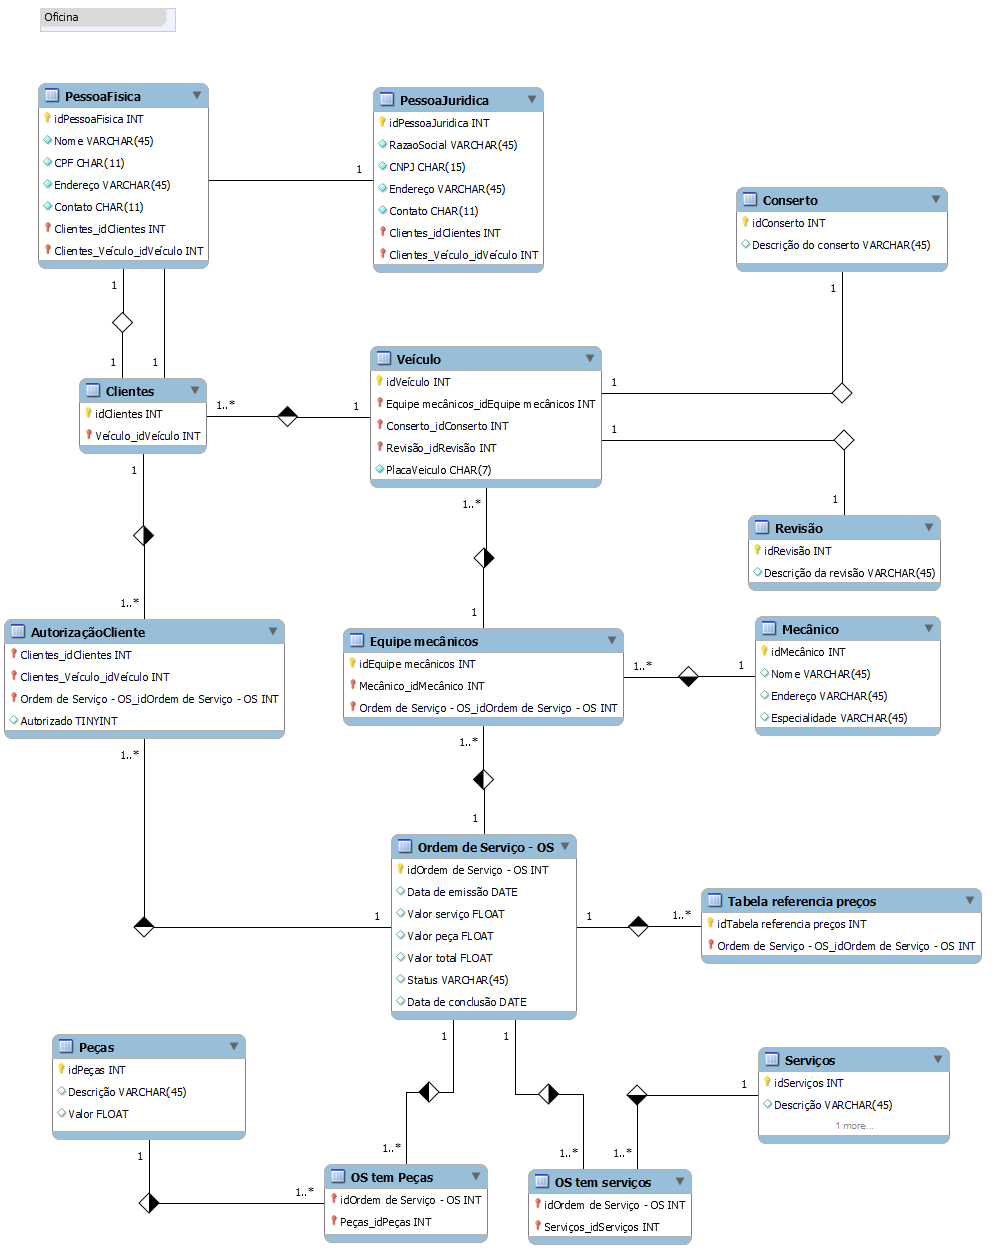 Oficina
PessoaFisica
idPessoaFisica INT
Nome VARCHAR(45)
CPF CHAR(11)
Endereço VARCHAR(45)
Contato CHAR(11)
Clientes_idClientes INT
Clientes_Veículo_idVeículo INT
1
PessoaJuridica
idPessoaJuridica INT
RazaoSocial VARCHAR(45)
CNPJ CHAR(15)
Endereço VARCHAR(45)
Contato CHAR(11)
Clientes_idClientes INT
Clientes_Veículo_idVeículo INT
Conserto
idConserto INT
Descrição do conserto VARCHAR(45)
1
1
1
1
Clientes
idClientes INT
Veículo_idVeículo INT
1..*
1
Veículo
idVeículo INT
Equipe mecânicos_idEquipe mecânicos INT
Conserto_idConserto INT
Revisão_idRevisão INT
PlacaVeiculo CHAR(7)
1
1
1
Revisão
idRevisão INT
Descrição da revisão VARCHAR(45)
1
1..*
1..*
1
AutorizaçãoCliente
Clientes_idClientes INT
Clientes_Veículo_idVeículo INT
Ordem de Serviço - OS_idOrdem de Serviço - OS INT
Autorizado TINYINT
1..*
Equipe mecânicos
idEquipe mecânicos INT
Mecânico_idMecânico INT
Ordem de Serviço - OS_idOrdem de Serviço - OS INT
1..*
1
Mecânico
idMecânico INT
Nome VARCHAR(45)
Endereço VARCHAR(45)
Especialidade VARCHAR(45)
1..*
1
Ordem de Serviço - OS
idOrdem de Serviço - OS INT
Data de emissão DATE
Valor serviço FLOAT
Valor peça FLOAT
Valor total FLOAT
Status VARCHAR(45)
Data de conclusão DATE
1
1
1..*
Tabela referencia preços
idTabela referencia preços INT
Ordem de Serviço - OS_idOrdem de Serviço - OS INT
1
1
Peças
idPeças INT
Descrição VARCHAR(45)
Valor FLOAT
1
1..*
1..*
OS tem Peças
idOrdem de Serviço - OS INT
Peças_idPeças INT
1..*
1..*
1
OS tem serviços
idOrdem de Serviço - OS INT
Serviços_idServiços INT
Serviços
idServiços INT
Descrição VARCHAR(45)
1 more...